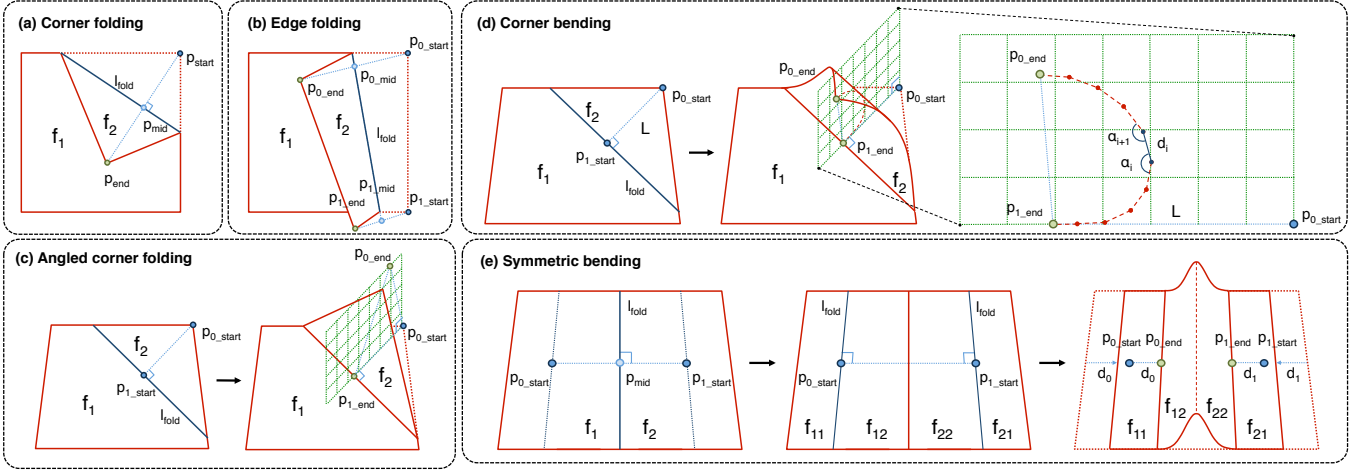 (a) Corner folding
p_start
l_fold
f_1
f_2
p_mid
p_end
(b) Edge folding
p_0_start
p_0_mid
p_0_end
f_1
f_2
l_fold
p_1_mid
p_1_end
p_1_start
(c) Angled corner folding
f_2
p_0_start
p_1_start
f_1
l_fold
p_0_end
p_0_start
f_2
p_1_end
f_1
(d) Corner bending
p_0_start
f_2
L
p_1_start
f_1
l_fold
p_0_end
p_0_start
p_1_end
f_1
f_2
p_0_end
α_i+1
d_i
α_i
p_1_end
L
p_0_start
(e) Symmetric bending
l_fold
p_0_start
p_mid
p_1_start
f_1
f_2
l_fold
l_fold
p_0_start
p_1_start
f_11
f_12
f_22
f_21
p_0_start
p_0_end
p_1_end
p_1_start
d_0
d_0
d_1
d_1
f_11
f_12
f_22
f_21